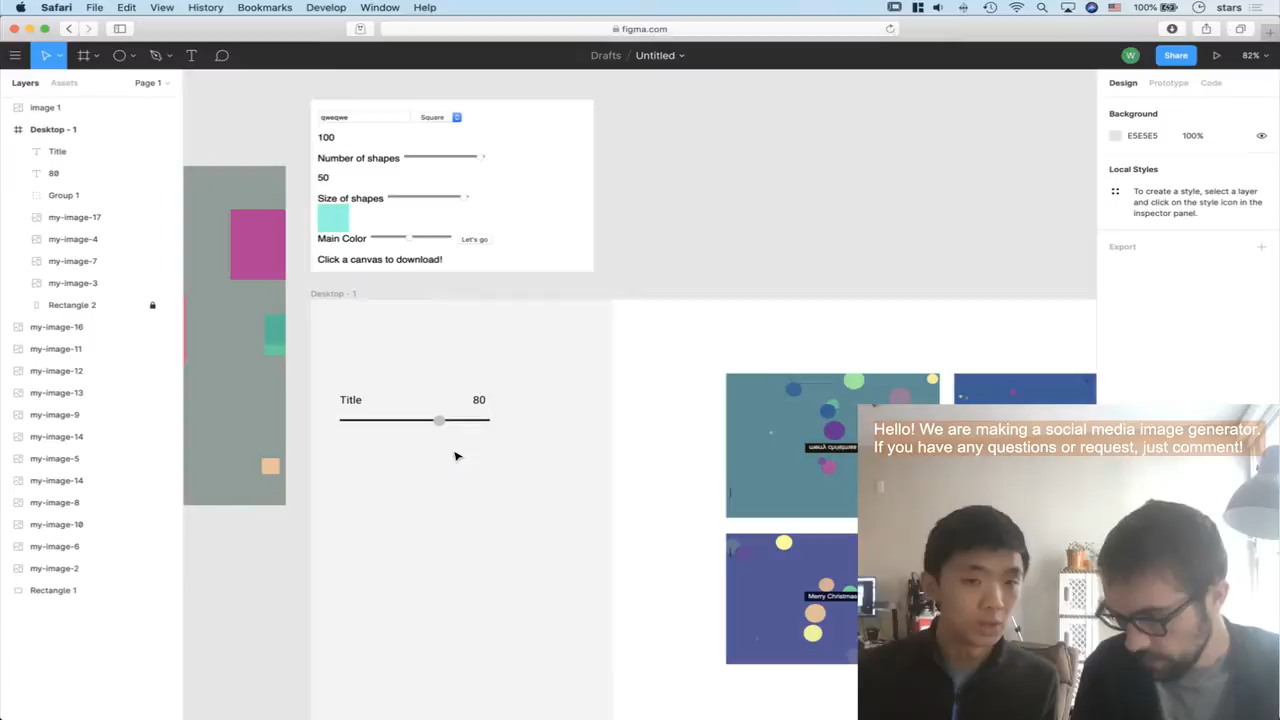 Safari File Edit View History Bookmarks Develop Window Help 100% stars
figma.com
Drafts / Untitled
W
Share
82%
Layers Assets Page 1
image 1
Desktop - 1
Title
80
Group 1
my-image-17
my-image-4
my-image-7
my-image-3
Rectangle 2
my-image-16
my-image-11
my-image-12
my-image-13
my-image-9
my-image-14
my-image-5
my-image-14
my-image-8
my-image-10
my-image-6
my-image-2
Rectangle 1
qweqwe Square
100
Number of shapes
50
Size of shapes
Main Color Let's go
Click a canvas to download!
Desktop - 1
Title 80
merry christmas
Merry Christmas
Design Prototype Code
Background
E5E5E5 100%
Local Styles
To create a style, select a layer
and click on the style icon in the
inspector panel.
Export
Hello! We are making a social media image generator.
If you have any questions or request, just comment!